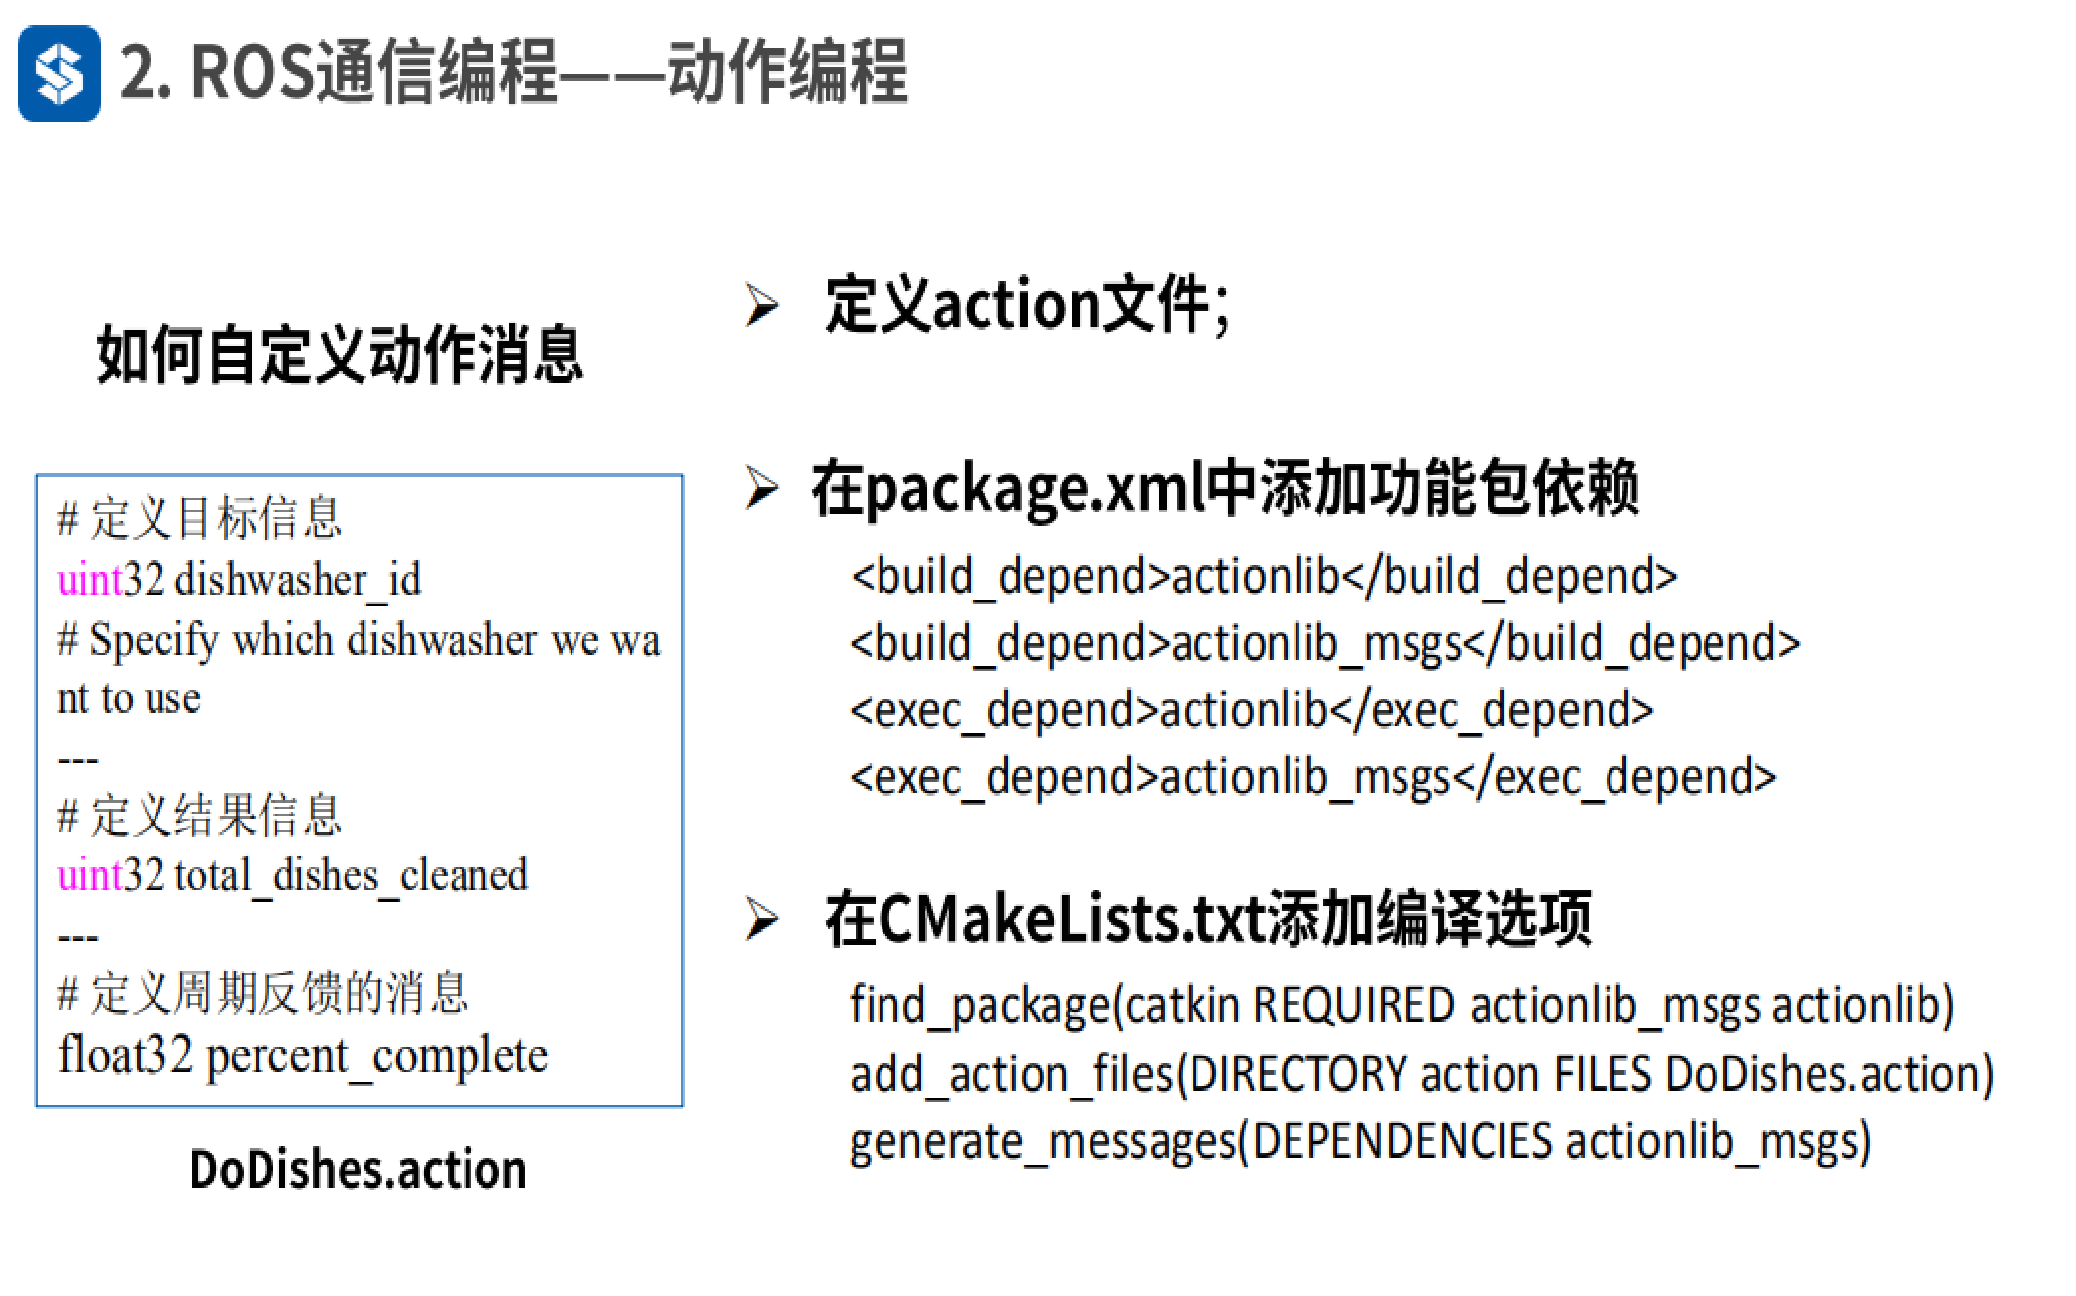 2. ROS通信编程——动作编程
如何自定义动作消息
# 定义目标信息
uint32 dishwasher_id
# Specify which dishwasher we wa
nt to use
---
# 定义结果信息
uint32 total_dishes_cleaned
---
# 定义周期反馈的消息
float32 percent_complete
DoDishes.action
➢ 定义action文件;
➢ 在package.xml中添加功能包依赖
<build_depend>actionlib</build_depend>
<build_depend>actionlib_msgs</build_depend>
<exec_depend>actionlib</exec_depend>
<exec_depend>actionlib_msgs</exec_depend>
➢ 在CMakeLists.txt添加编译选项
find_package(catkin REQUIRED actionlib_msgs actionlib)
add_action_files(DIRECTORY action FILES DoDishes.action)
generate_messages(DEPENDENCIES actionlib_msgs)